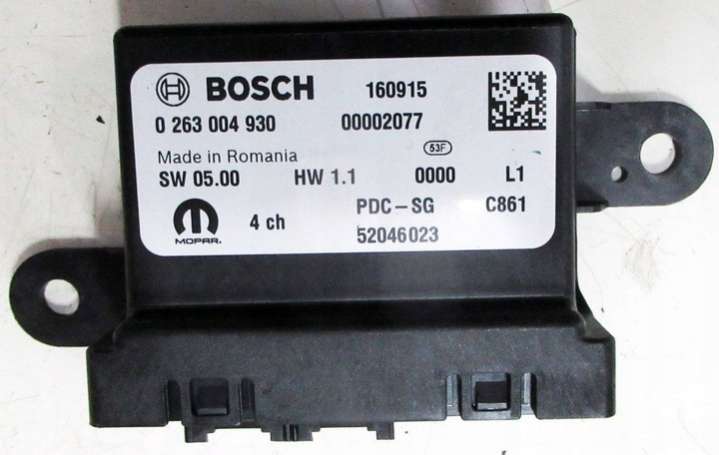 BOSCH 160915
0 263 004 930 00002077
Made in Romania 53F
SW 05.00 HW 1.1 0000 L1
MOPAR. 4 ch PDC-SG C861
52046023